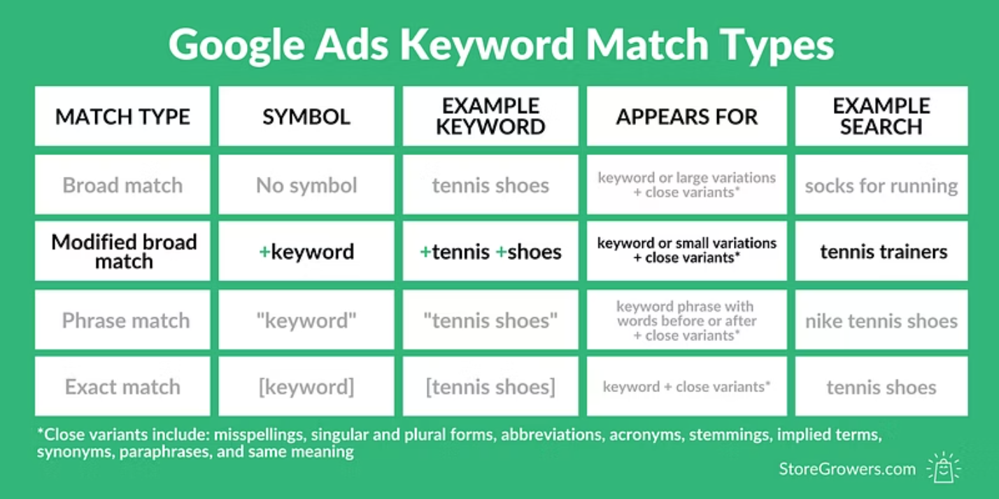 Google Ads Keyword Match Types
MATCH TYPE
SYMBOL
EXAMPLE
KEYWORD
APPEARS FOR
EXAMPLE
SEARCH
Broad match
No symbol
tennis shoes
keyword or large variations
+ close variants*
socks for running
Modified broad
match
+keyword
+tennis +shoes
keyword or small variations
+ close variants*
tennis trainers
Phrase match
"keyword"
"tennis shoes"
keyword phrase with
words before or after
+ close variants*
nike tennis shoes
Exact match
[keyword]
[tennis shoes]
keyword + close variants*
tennis shoes
*Close variants include: misspellings, singular and plural forms, abbreviations, acronyms, stemmings, implied terms,
synonyms, paraphrases, and same meaning
StoreGrowers.com